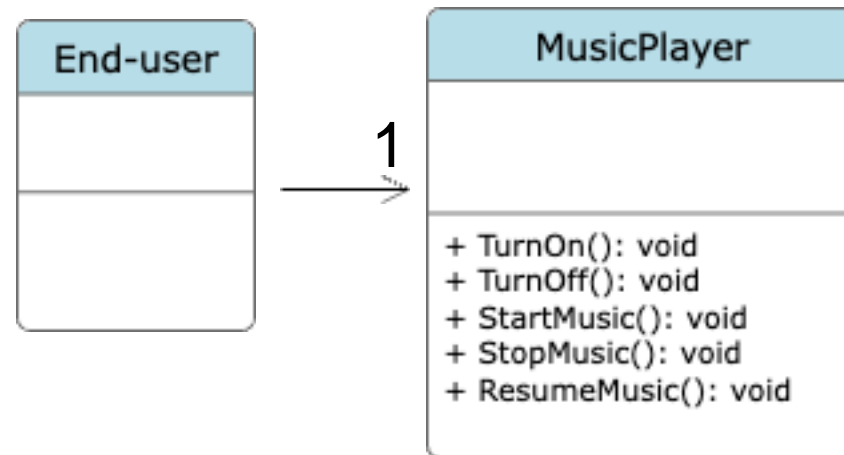 End-user
1
MusicPlayer
+ TurnOn(): void
+ TurnOff(): void
+ StartMusic(): void
+ StopMusic(): void
+ ResumeMusic(): void